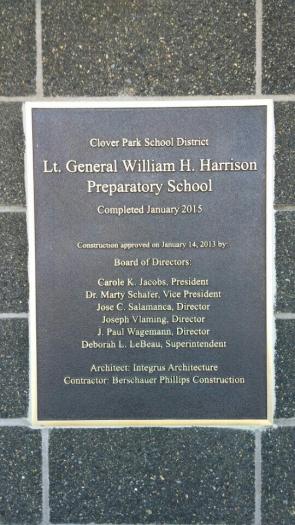 Clover Park School District
Lt. General William H. Harrison
Preparatory School
Completed January 2015
Construction approved on January 14, 2013 by:
Board of Directors:
Carole K. Jacobs, President
Dr. Marty Schafer, Vice President
Jose C. Salamanca, Director
Joseph Vlaming, Director
J. Paul Wagemann, Director
Deborah L. LeBeau, Superintendent
Architect: Integrus Architecture
Contractor: Berschauer Phillips Construction